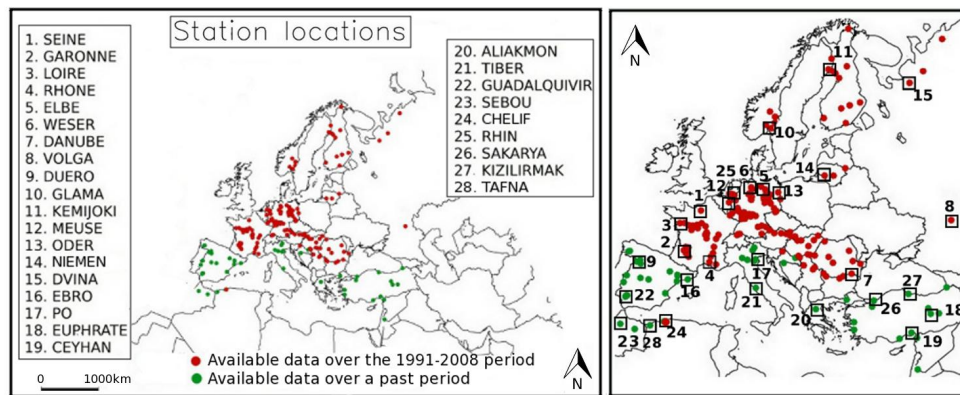 Station locations
1. SEINE
2. GARONNE
3. LOIRE
4. RHONE
5. ELBE
6. WESER
7. DANUBE
8. VOLGA
9. DUERO
10. GLAMA
11. KEMIJOKI
12. MEUSE
13. ODER
14. NIEMEN
15. DVINA
16. EBRO
17. PO
18. EUPHRATE
19. CEYHAN
20. ALIAKMON
21. TIBER
22. GUADALQUIVIR
23. SEBOU
24. CHELIF
25. RHIN
26. SAKARYA
27. KIZILIRMAK
28. TAFNA
Available data over the 1991-2008 period
Available data over a past period
0 1000km
N
N
11
15
10
25 6 5
14
12
13
1
8
3
2
4
17
9
16
7
27
22
21
26
18
20
23 28 24
19